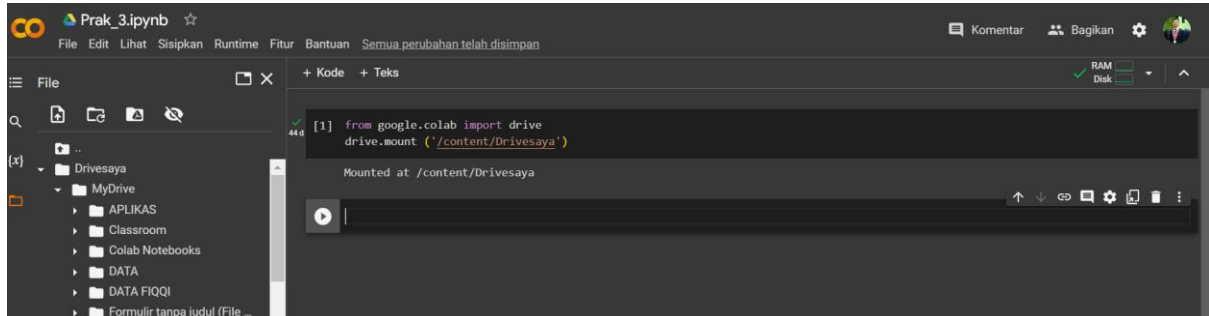 Prak_3.ipynb
Komentar Bagikan
File Edit Lihat Sisipkan Runtime Fitur Bantuan Semua perubahan telah disimpan
File
+ Kode + Teks
RAM
Disk
[1] from google.colab import drive
44 d
drive.mount ('/content/Drivesaya')
Mounted at /content/Drivesaya
{x}
..
Drivesaya
MyDrive
APLIKAS
Classroom
Colab Notebooks
DATA
DATA FIQQI
Formulir tanpa judul (File ...